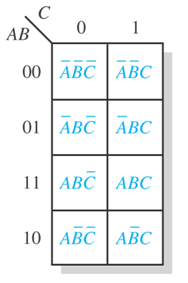 C
AB 0 1
00 A̅B̅C̅ A̅B̅C
01 A̅BC̅ A̅BC
11 ABC̅ ABC
10 AB̅C̅ AB̅C